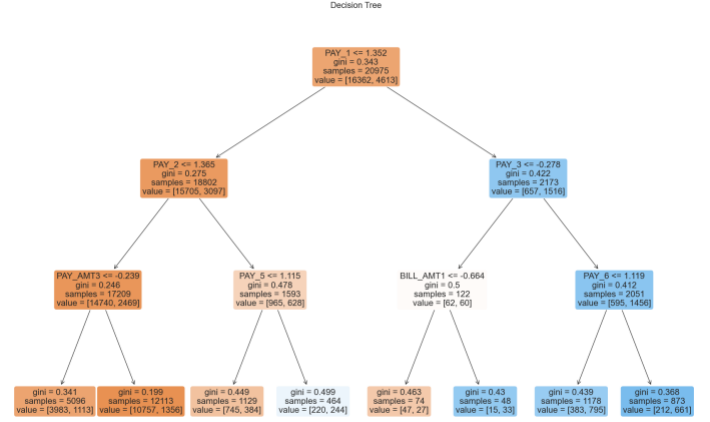 Decision Tree
PAY_1 <= 1.352
gini = 0.343
samples = 20975
value = [16362, 4613]
PAY_2 <= 1.365
gini = 0.275
samples = 18802
value = [15705, 3097]
PAY_3 <= -0.278
gini = 0.422
samples = 2173
value = [657, 1516]
PAY_AMT3 <= -0.239
gini = 0.246
samples = 17209
value = [14740, 2469]
PAY_5 <= 1.115
gini = 0.478
samples = 1593
value = [965, 628]
BILL_AMT1 <= -0.664
gini = 0.5
samples = 122
value = [62, 60]
PAY_6 <= 1.119
gini = 0.412
samples = 2051
value = [595, 1456]
gini = 0.341
samples = 5096
value = [3983, 1113]
gini = 0.199
samples = 12113
value = [10757, 1356]
gini = 0.449
samples = 1129
value = [745, 384]
gini = 0.499
samples = 464
value = [220, 244]
gini = 0.463
samples = 74
value = [47, 27]
gini = 0.43
samples = 48
value = [15, 33]
gini = 0.439
samples = 1178
value = [383, 795]
gini = 0.368
samples = 873
value = [212, 661]